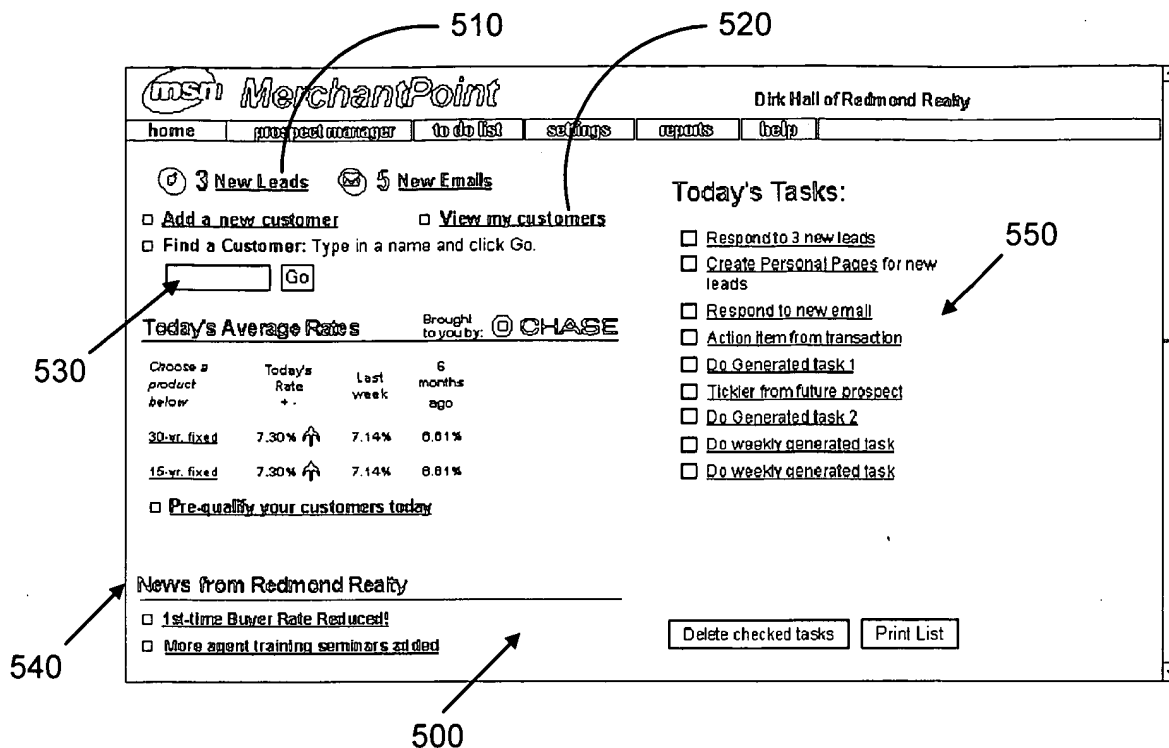 510
520
msn MerchantPoint
Dirk Hall of Redmond Realty
home prospect manager to do list settings reports help
3 New Leads 5 New Emails
Add a new customer View my customers
Find a Customer: Type in a name and click Go.
Go
530
Today's Average Rates Brought to you by: CHASE
Choose a product below Today's Rate + - Last week 6 months ago
30-yr. fixed 7.30% 7.14% 6.81%
15-yr. fixed 7.30% 7.14% 6.81%
Pre-qualify your customers today
540
News from Redmond Realty
1st-time Buyer Rate Reduced!
More agent training seminars added
500
Today's Tasks:
550
Respond to 3 new leads
Create Personal Pages for new
leads
Respond to new email
Action item from transaction
Do Generated task 1
Tickler from future prospect
Do Generated task 2
Do weekly generated task
Do weekly generated task
Delete checked tasks Print List